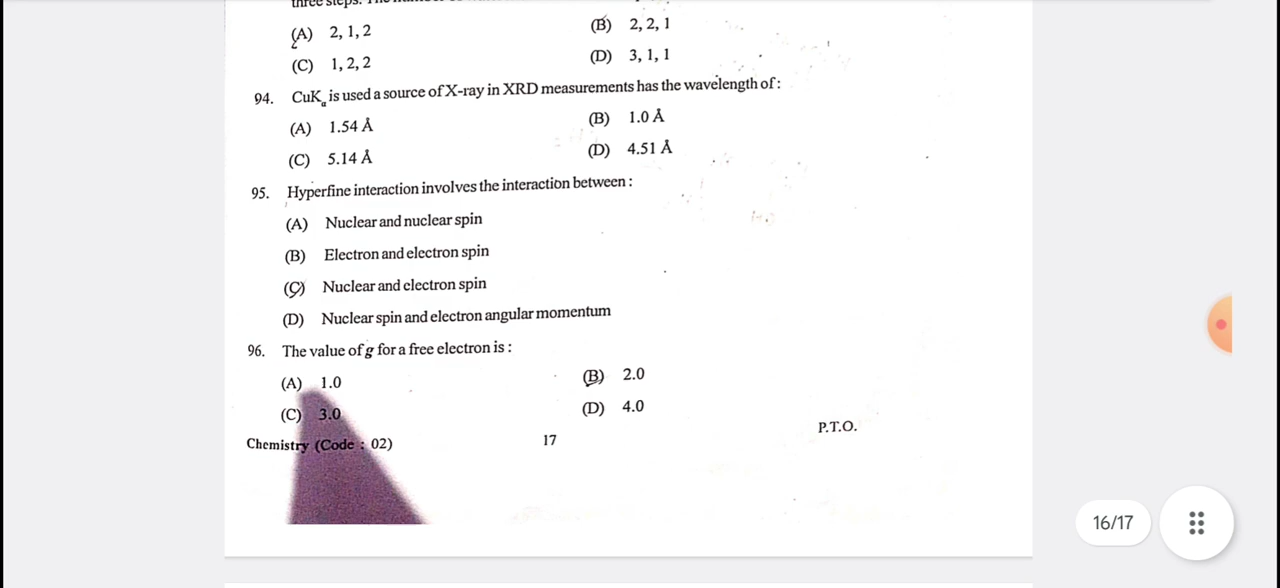 (A) 2, 1, 2 (B) 2, 2, 1
(C) 1, 2, 2 (D) 3, 1, 1
94. CuKα is used a source of X-ray in XRD measurements has the wavelength of :
(A) 1.54 Å (B) 1.0 Å
(C) 5.14 Å (D) 4.51 Å
95. Hyperfine interaction involves the interaction between :
(A) Nuclear and nuclear spin
(B) Electron and electron spin
(C) Nuclear and electron spin
(D) Nuclear spin and electron angular momentum
96. The value of g for a free electron is :
(A) 1.0 (B) 2.0
(C) 3.0 (D) 4.0
Chemistry (Code : 02) 17 P.T.O.
16/17